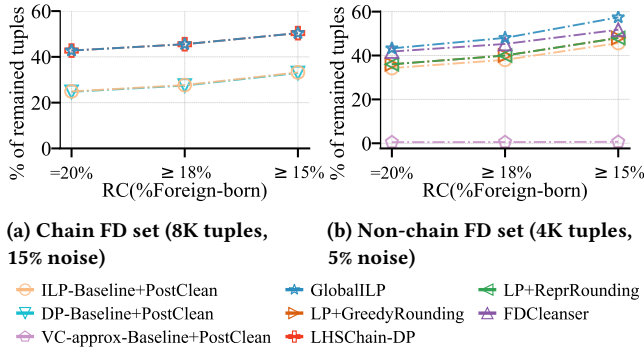 % of remained tuples
60
40
20
0
=20%
≥ 18%
≥ 15%
RC(%Foreign-born)
(a) Chain FD set (8K tuples,
15% noise)
% of remained tuples
60
40
20
0
=20%
≥ 18%
≥ 15%
RC(%Foreign-born)
(b) Non-chain FD set (4K tuples,
5% noise)
ILP-Baseline+PostClean
DP-Baseline+PostClean
VC-approx-Baseline+PostClean
GlobalILP
LP+GreedyRounding
LHSChain-DP
LP+ReprRounding
FDCleanser